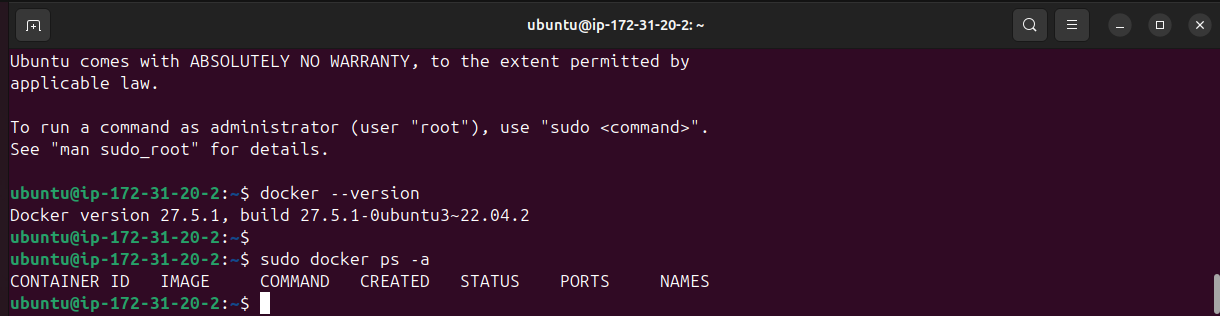 ubuntu@ip-172-31-20-2: ~
Ubuntu comes with ABSOLUTELY NO WARRANTY, to the extent permitted by
applicable law.
To run a command as administrator (user "root"), use "sudo <command>".
See "man sudo_root" for details.
ubuntu@ip-172-31-20-2:~$ docker --version
Docker version 27.5.1, build 27.5.1-0ubuntu3~22.04.2
ubuntu@ip-172-31-20-2:~$
ubuntu@ip-172-31-20-2:~$ sudo docker ps -a
CONTAINER ID   IMAGE     COMMAND   CREATED   STATUS    PORTS     NAMES
ubuntu@ip-172-31-20-2:~$